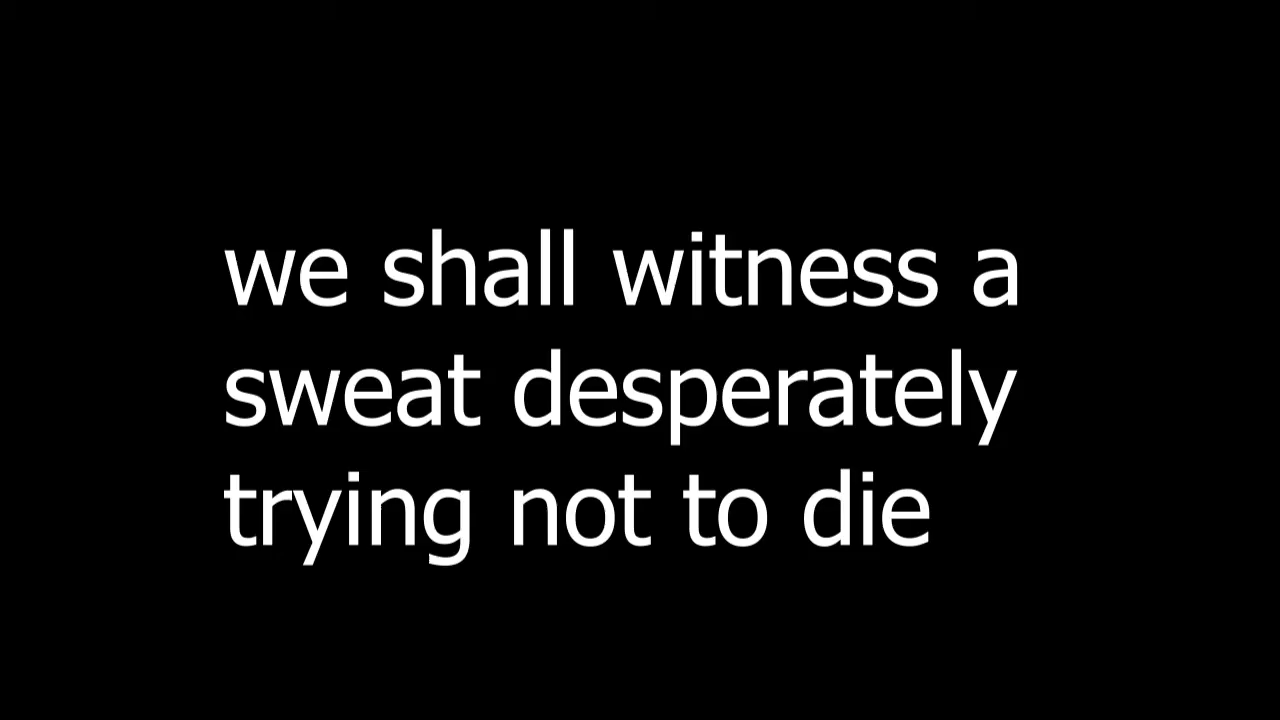 we shall witness a
sweat desperately
trying not to die